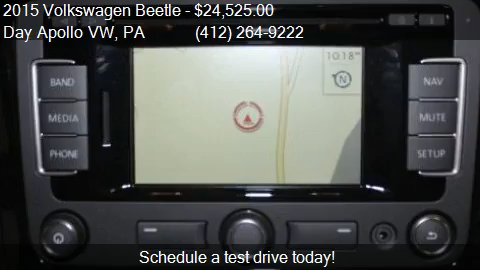 2015 Volkswagen Beetle - $24,525.00
Day Apollo VW, PA (412) 264-9222
10:18 AM
N
BAND
MEDIA
PHONE
NAV
MUTE
SETUP
Schedule a test drive today!